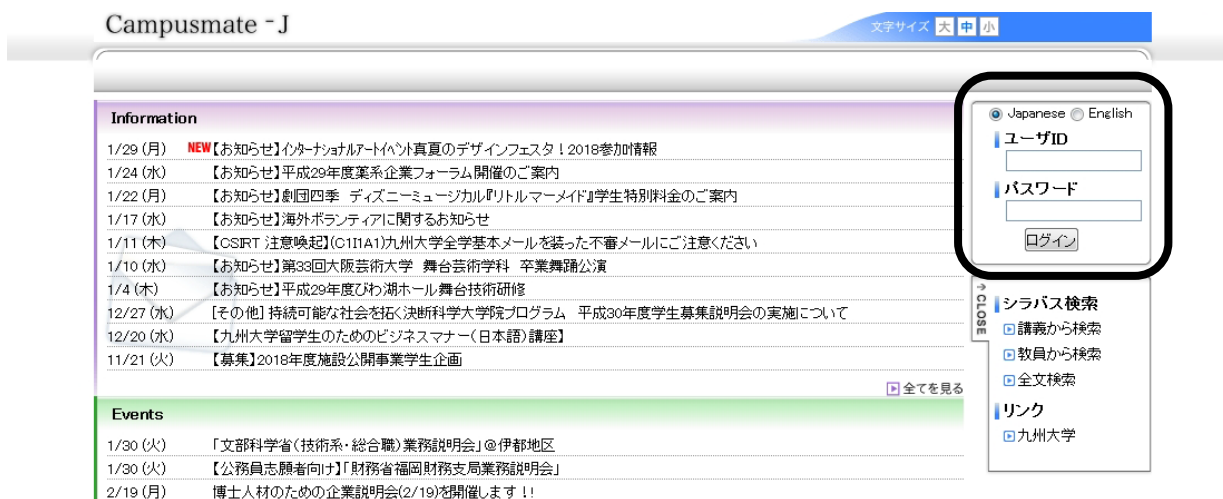 Campusmate-J
文字サイズ 大 中 小
Information
1/29(月) NEW【お知らせ】インターナショナルアートイベント真夏のデザインフェスタ！2018参加情報
1/24(水) 【お知らせ】平成29年度薬系企業フォーラム開催のご案内
1/22(月) 【お知らせ】劇団四季 ディズニーミュージカル『リトルマーメイド』学生特別料金のご案内
1/17(水) 【お知らせ】海外ボランティアに関するお知らせ
1/11(木) 【CSIRT 注意喚起】(C1I1A1)九州大学全学基本メールを装った不審メールにご注意ください
1/10(水) 【お知らせ】第33回大阪芸術大学 舞台芸術学科 卒業舞踊公演
1/4(木) 【お知らせ】平成29年度びわ湖ホール舞台技術研修
12/27(水) [その他] 持続可能な社会を拓く決断科学大学院プログラム 平成30年度学生募集説明会の実施について
12/20(水) 【九州大学留学生のためのビジネスマナー（日本語）講座】
11/21(火) 【募集】2018年度施設公開事業学生企画
全てを見る
Events
1/30(火) 「文部科学省（技術系・総合職）業務説明会」＠伊都地区
1/30(火) 【公務員志願者向け】「財務省福岡財務支局業務説明会」
2/19(月) 博士人材のための企業説明会(2/19)を開催します！！
Japanese English
ユーザID
パスワード
ログイン
CLOSE
シラバス検索
講義から検索
教員から検索
全文検索
リンク
九州大学